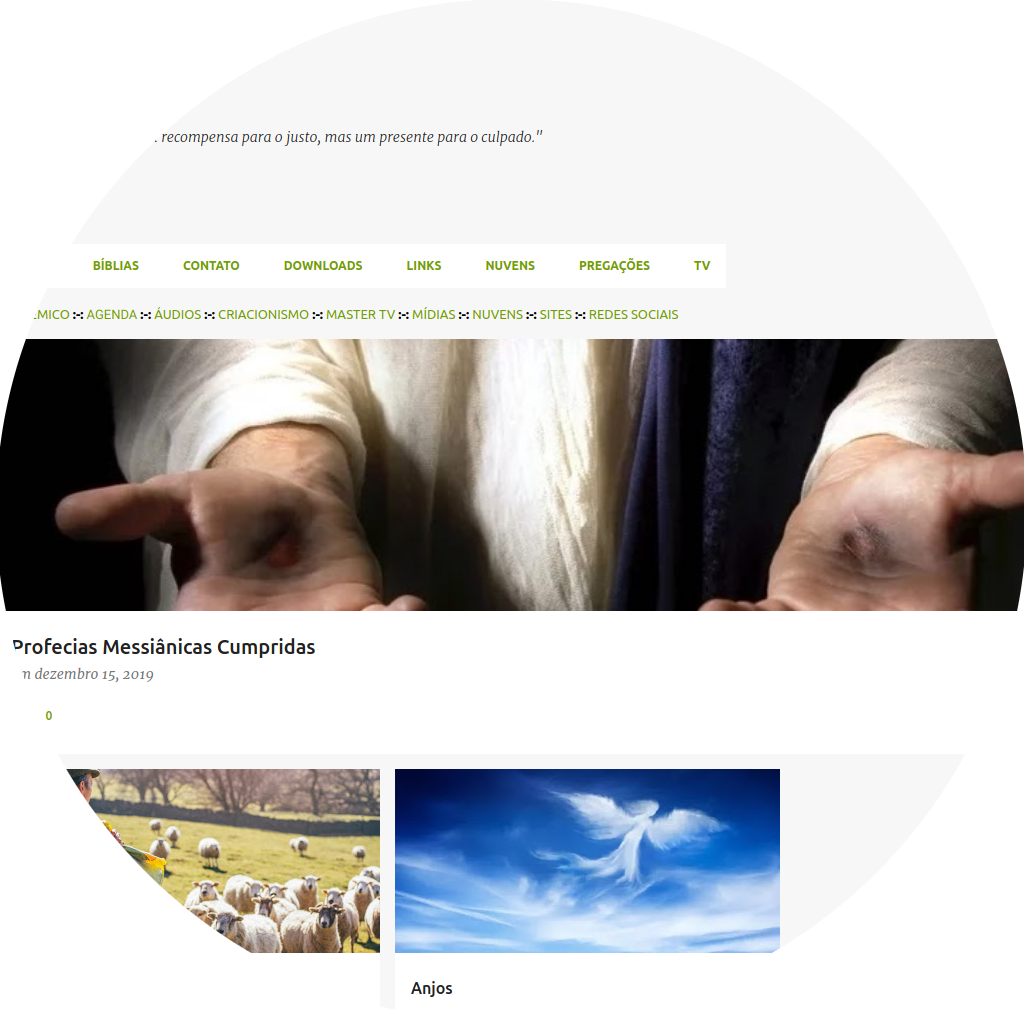 recompensa para o justo, mas um presente para o culpado."
BÍBLIAS CONTATO DOWNLOADS LINKS NUVENS PREGAÇÕES TV
:-: AGENDA :-: ÁUDIOS :-: CRIACIONISMO :-: MASTER TV :-: MÍDIAS :-: NUVENS :-: SITES :-: REDES SOCIAIS
Profecias Messiânicas Cumpridas
dezembro 15, 2019
0
Anjos